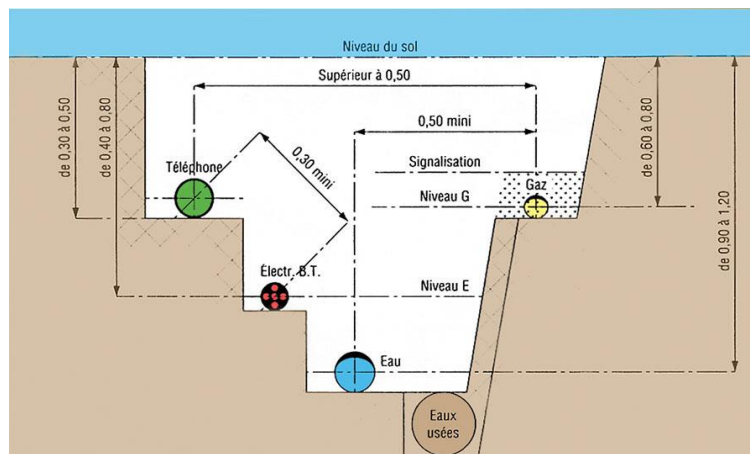 Niveau du sol
Supérieur à 0,50
0,50 mini
de 0,30 à 0,50
de 0,40 à 0,80
0,30 mini
de 0,60 à 0,80
de 0,90 à 1,20
Téléphone
Signalisation
Gaz
Niveau G
Électr. B.T.
Niveau E
Eau
Eaux
usées